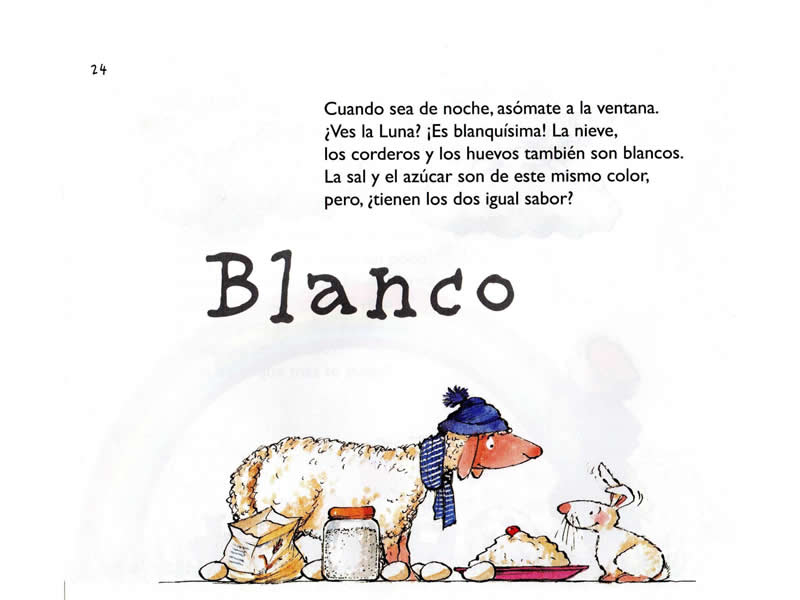 24
Cuando sea de noche, asómate a la ventana.
¿Ves la Luna? ¡Es blanquísima! La nieve,
los corderos y los huevos también son blancos.
La sal y el azúcar son de este mismo color,
pero, ¿tienen los dos igual sabor?
Blanco